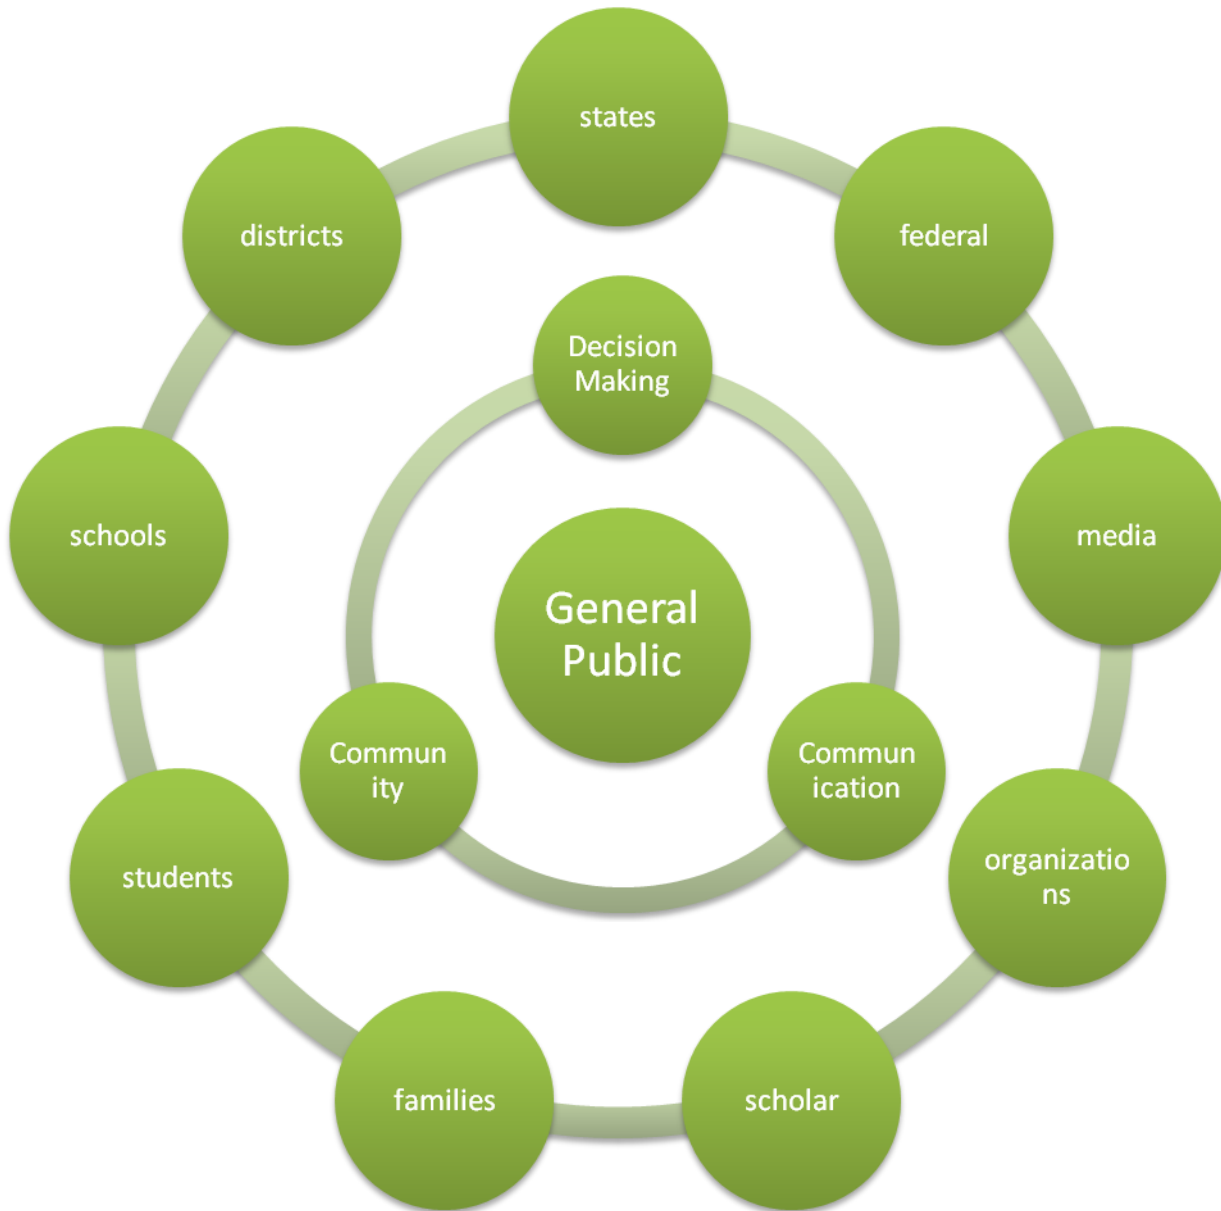 states
federal
districts
Decision
Making
schools
media
General
Public
Commun
ity
Commun
ication
organizatio
ns
students
families
scholar